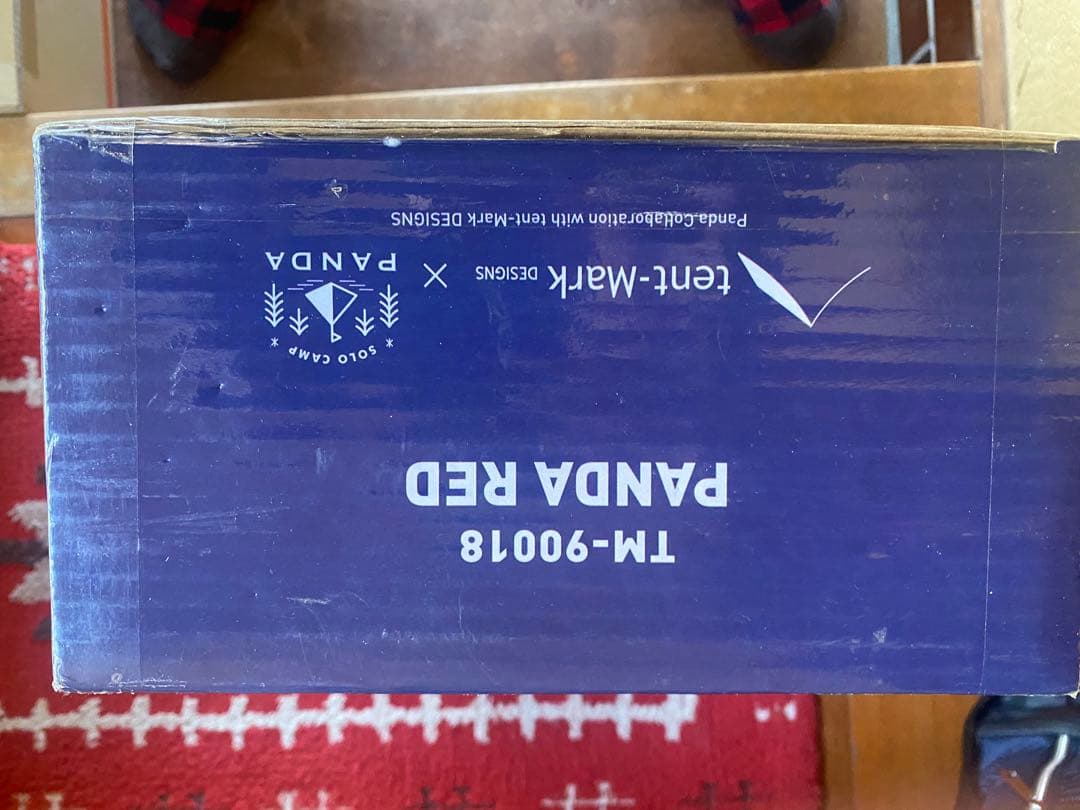 TM-90018
PANDA RED
SOLO CAMP
PANDA
tent-Mark DESIGNS × 
Panda Collaboration with tent-Mark DESIGNS